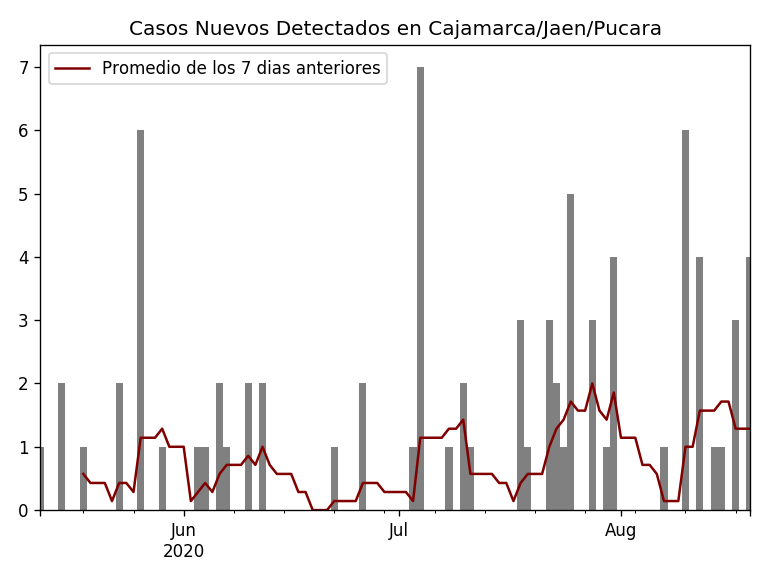 Casos Nuevos Detectados en Cajamarca/Jaen/Pucara
Promedio de los 7 dias anteriores
7
6
5
4
3
2
1
0
Jun
2020
Jul
Aug